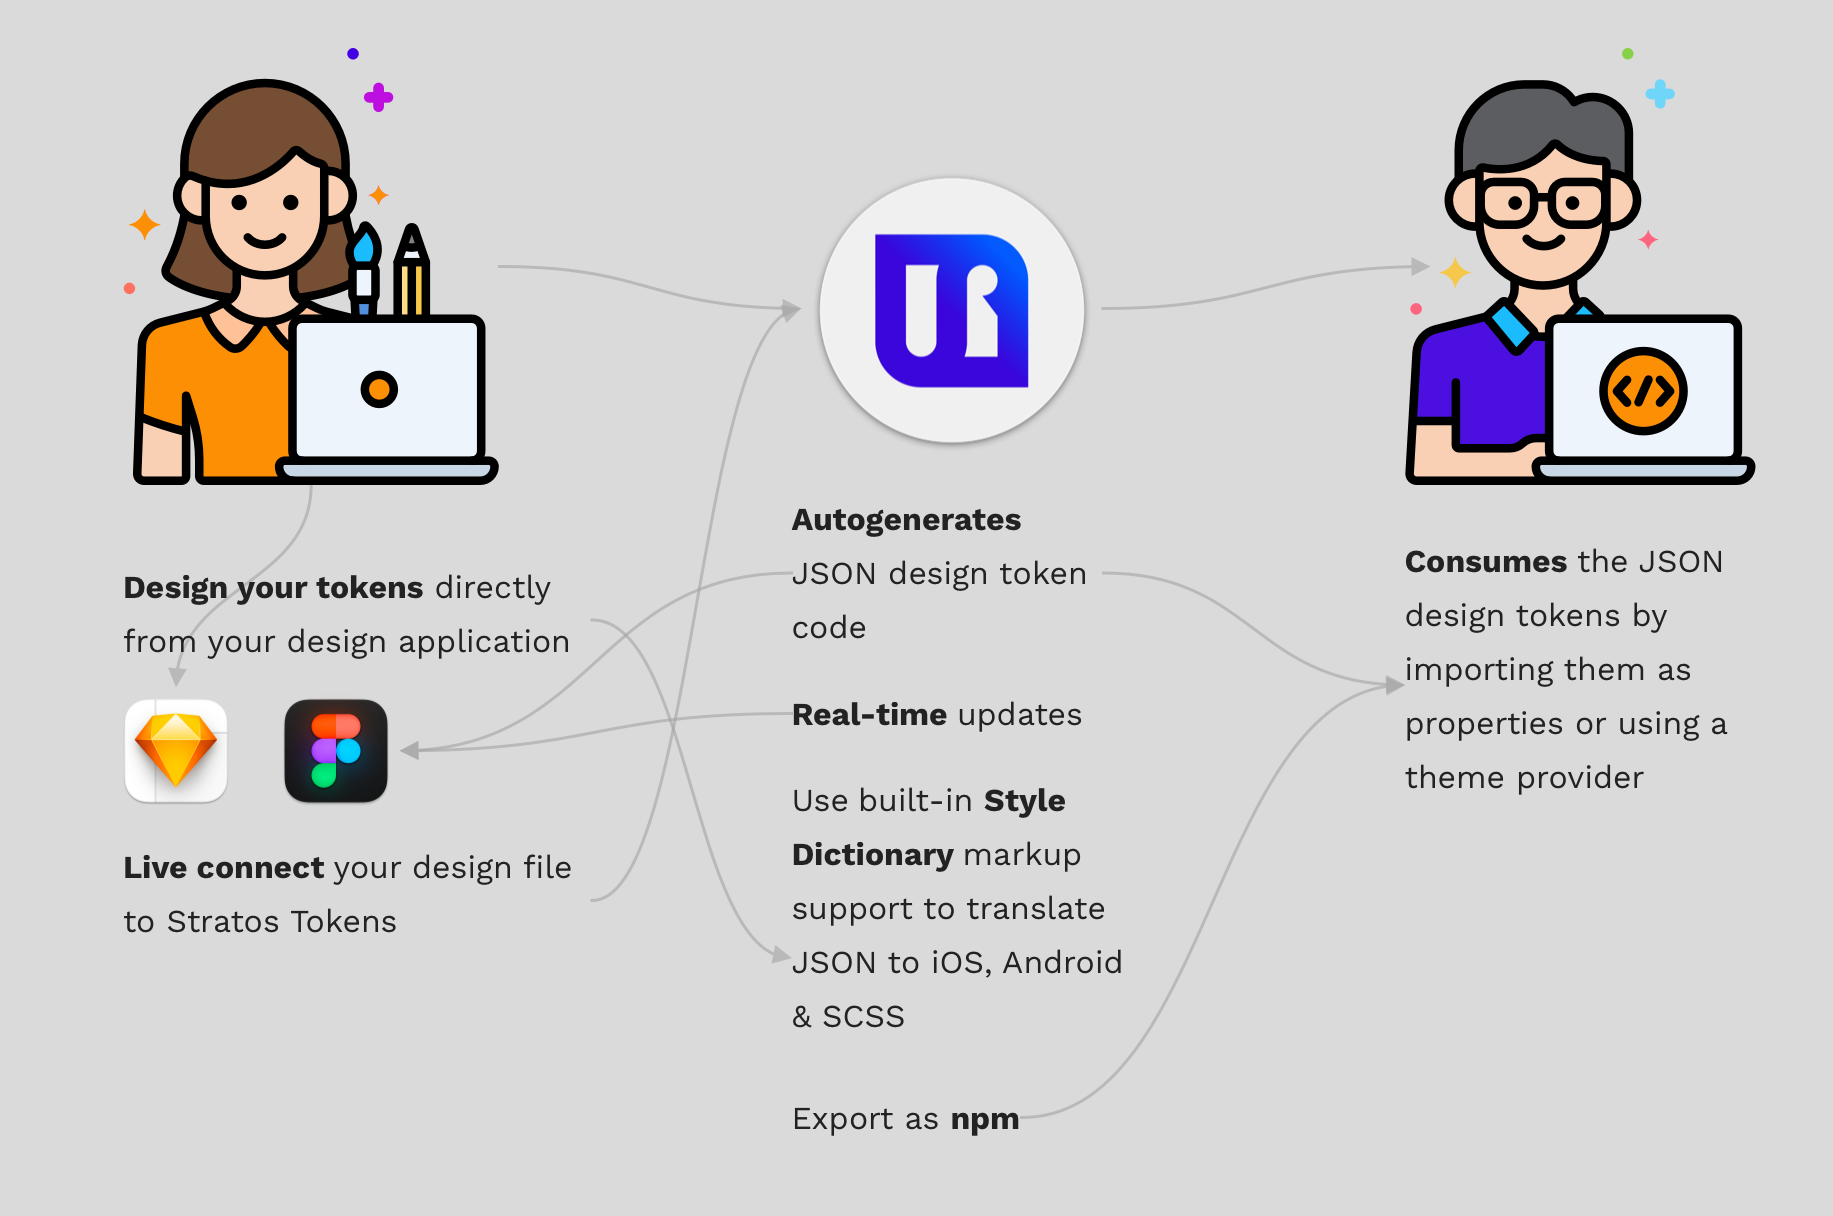 Design your tokens directly
from your design application
Live connect your design file
to Stratos Tokens
Autogenerates
JSON design token
code
Real-time updates
Use built-in Style
Dictionary markup
support to translate
JSON to iOS, Android
& SCSS
Export as npm
</>
Consumes the JSON
design tokens by
importing them as
properties or using a
theme provider